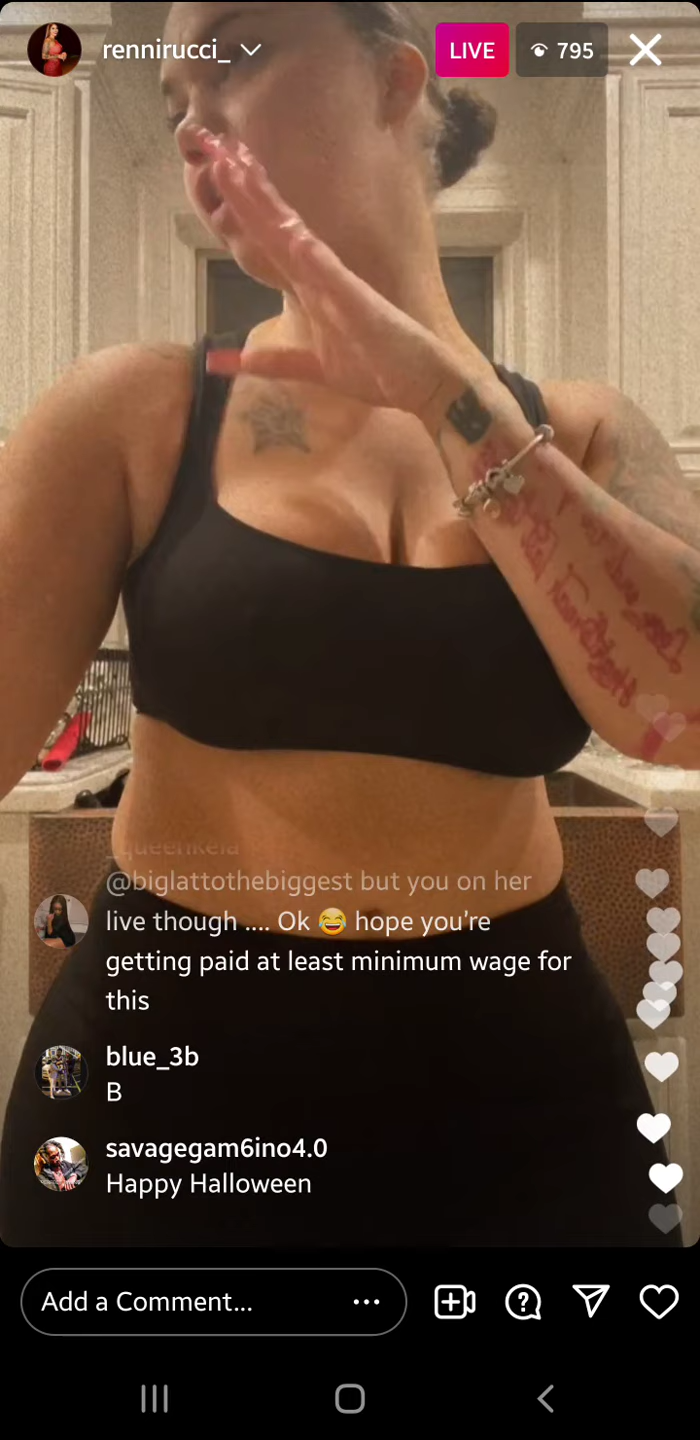 rennirucci_
LIVE
795
_queenkela
@biglattothebiggest but you on her
live though .... Ok 😂 hope you're
getting paid at least minimum wage for
this
blue_3b
B
savagegam6ino4.0
Happy Halloween
Add a Comment...